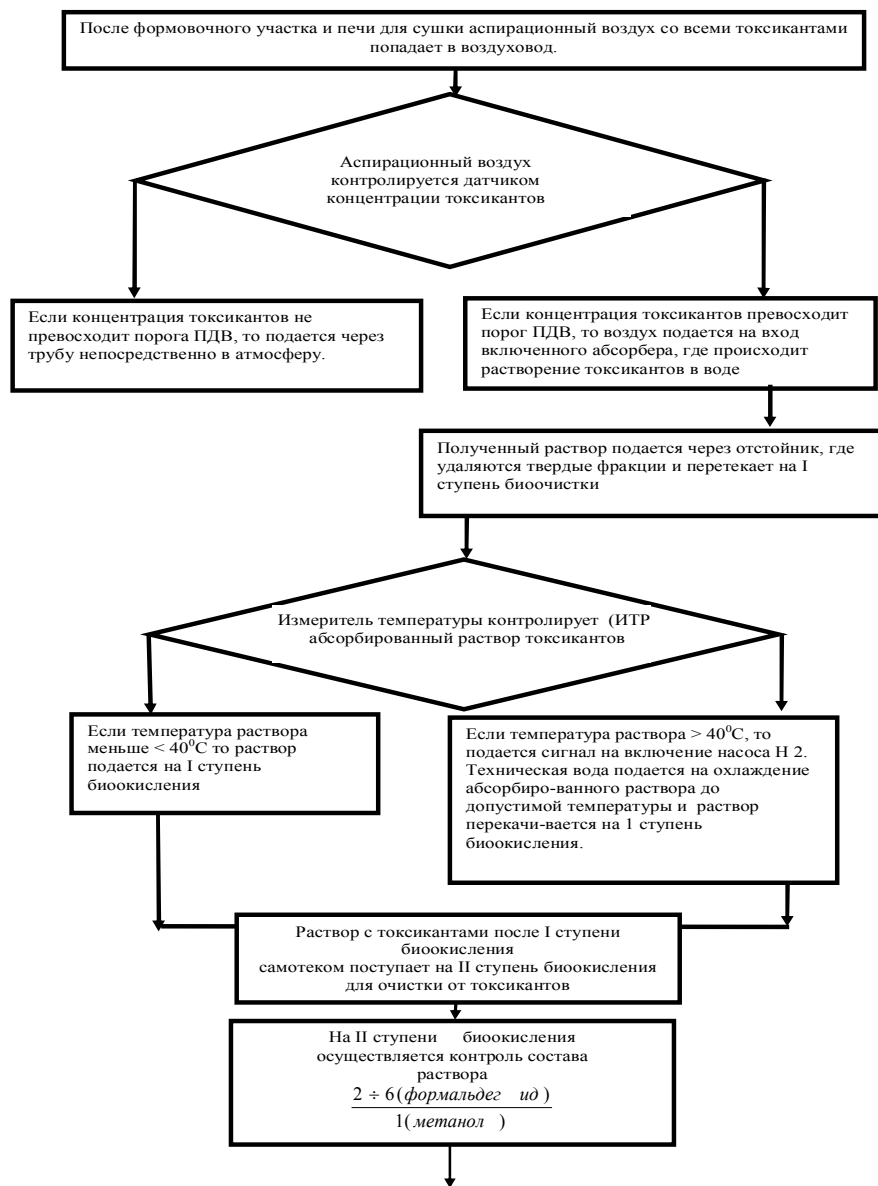 После формовочного участка и печи для сушки аспирационный воздух со всеми токсикантами
попадает в воздуховод.
Аспирационный воздух
контролируется датчиком
концентрации токсикантов
Если концентрация токсикантов не
превосходит порога ПДВ, то подается через
трубу непосредственно в атмосферу.
Если концентрация токсикантов превосходит
порог ПДВ, то воздух подается на вход
включенного абсорбера, где происходит
растворение токсикантов в воде
Полученный раствор подается через отстойник, где
удаляются твердые фракции и перетекает на I
ступень биоочистки
Измеритель температуры контролирует (ИТР
абсорбированный раствор токсикантов
Если температура раствора
меньше < 40⁰С то раствор
подается на I ступень
биоокисления
Если температура раствора > 40⁰С, то
подается сигнал на включение насоса Н 2.
Техническая вода подается на охлаждение
абсорбиро-ванного раствора до
допустимой температуры и раствор
перекачи-вается на 1 ступень
биоокисления.
Раствор с токсикантами после I ступени
биоокисления
самотеком поступает на II ступень биоокисления
для очистки от токсикантов
На II ступени биоокисления
осуществляется контроль состава
раствора
2 ÷ 6(формальдег ид )
1(метанол )